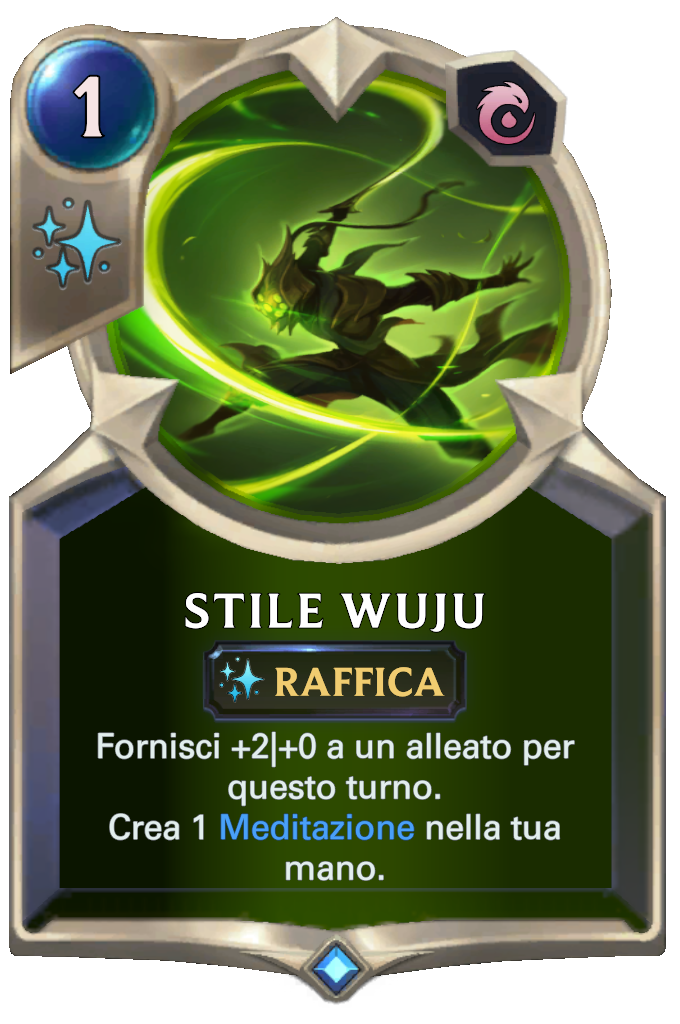 1
STILE WUJU
RAFFICA
Fornisci +2|+0 a un alleato per
questo turno.
Crea 1 Meditazione nella tua
mano.